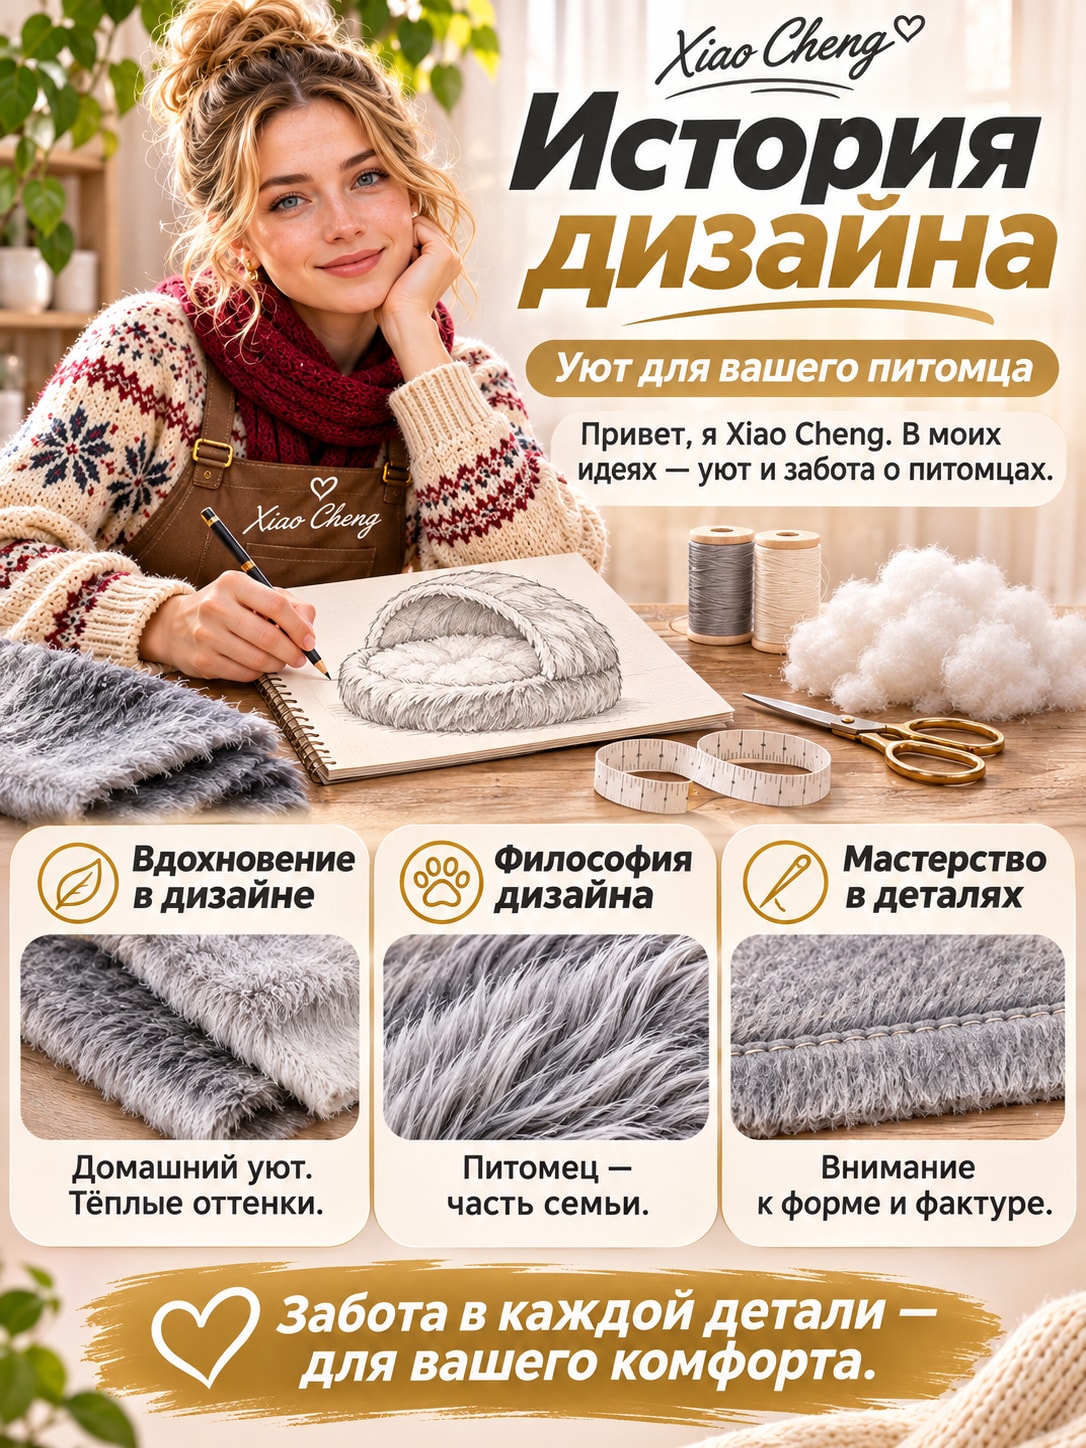 Xiao Cheng
История
дизайна
Уют для вашего питомца
Привет, я Xiao Cheng. В моих
идеях — уют и забота о питомцах.
Xiao Cheng
Вдохновение
в дизайне
Домашний уют.
Тёплые оттенки.
Философия
дизайна
Питомец —
часть семьи.
Мастерство
в деталях
Внимание
к форме и фактуре.
Забота в каждой детали —
для вашего комфорта.